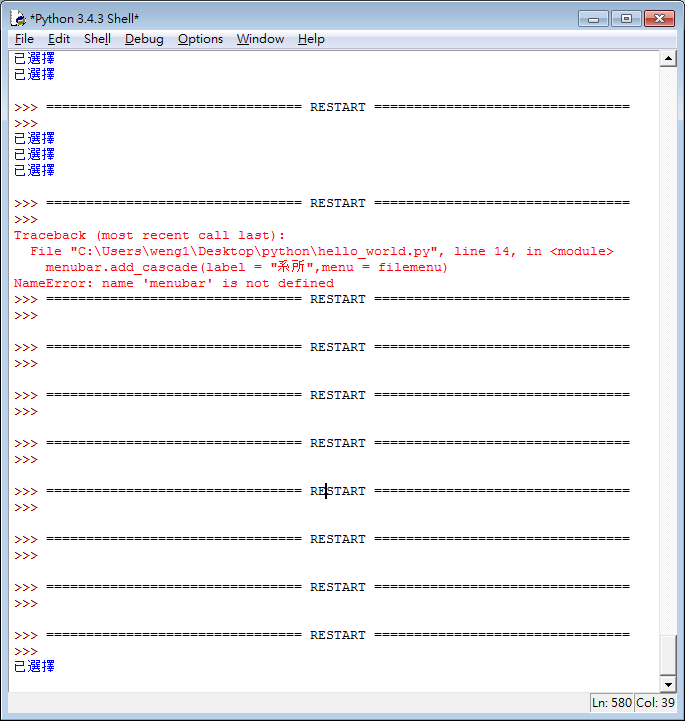 *Python 3.4.3 Shell*
File Edit Shell Debug Options Window Help
已選擇
已選擇
>>> ================================ RESTART ================================
>>>
已選擇
已選擇
已選擇
>>> ================================ RESTART ================================
>>>
Traceback (most recent call last):
  File "C:\Users\weng1\Desktop\python\hello_world.py", line 14, in <module>
    menubar.add_cascade(label = "系所",menu = filemenu)
NameError: name 'menubar' is not defined
>>> ================================ RESTART ================================
>>>
>>> ================================ RESTART ================================
>>>
>>> ================================ RESTART ================================
>>>
>>> ================================ RESTART ================================
>>>
>>> ================================ RESTART ================================
>>>
>>> ================================ RESTART ================================
>>>
>>> ================================ RESTART ================================
>>>
>>> ================================ RESTART ================================
>>>
已選擇
Ln: 580 Col: 39